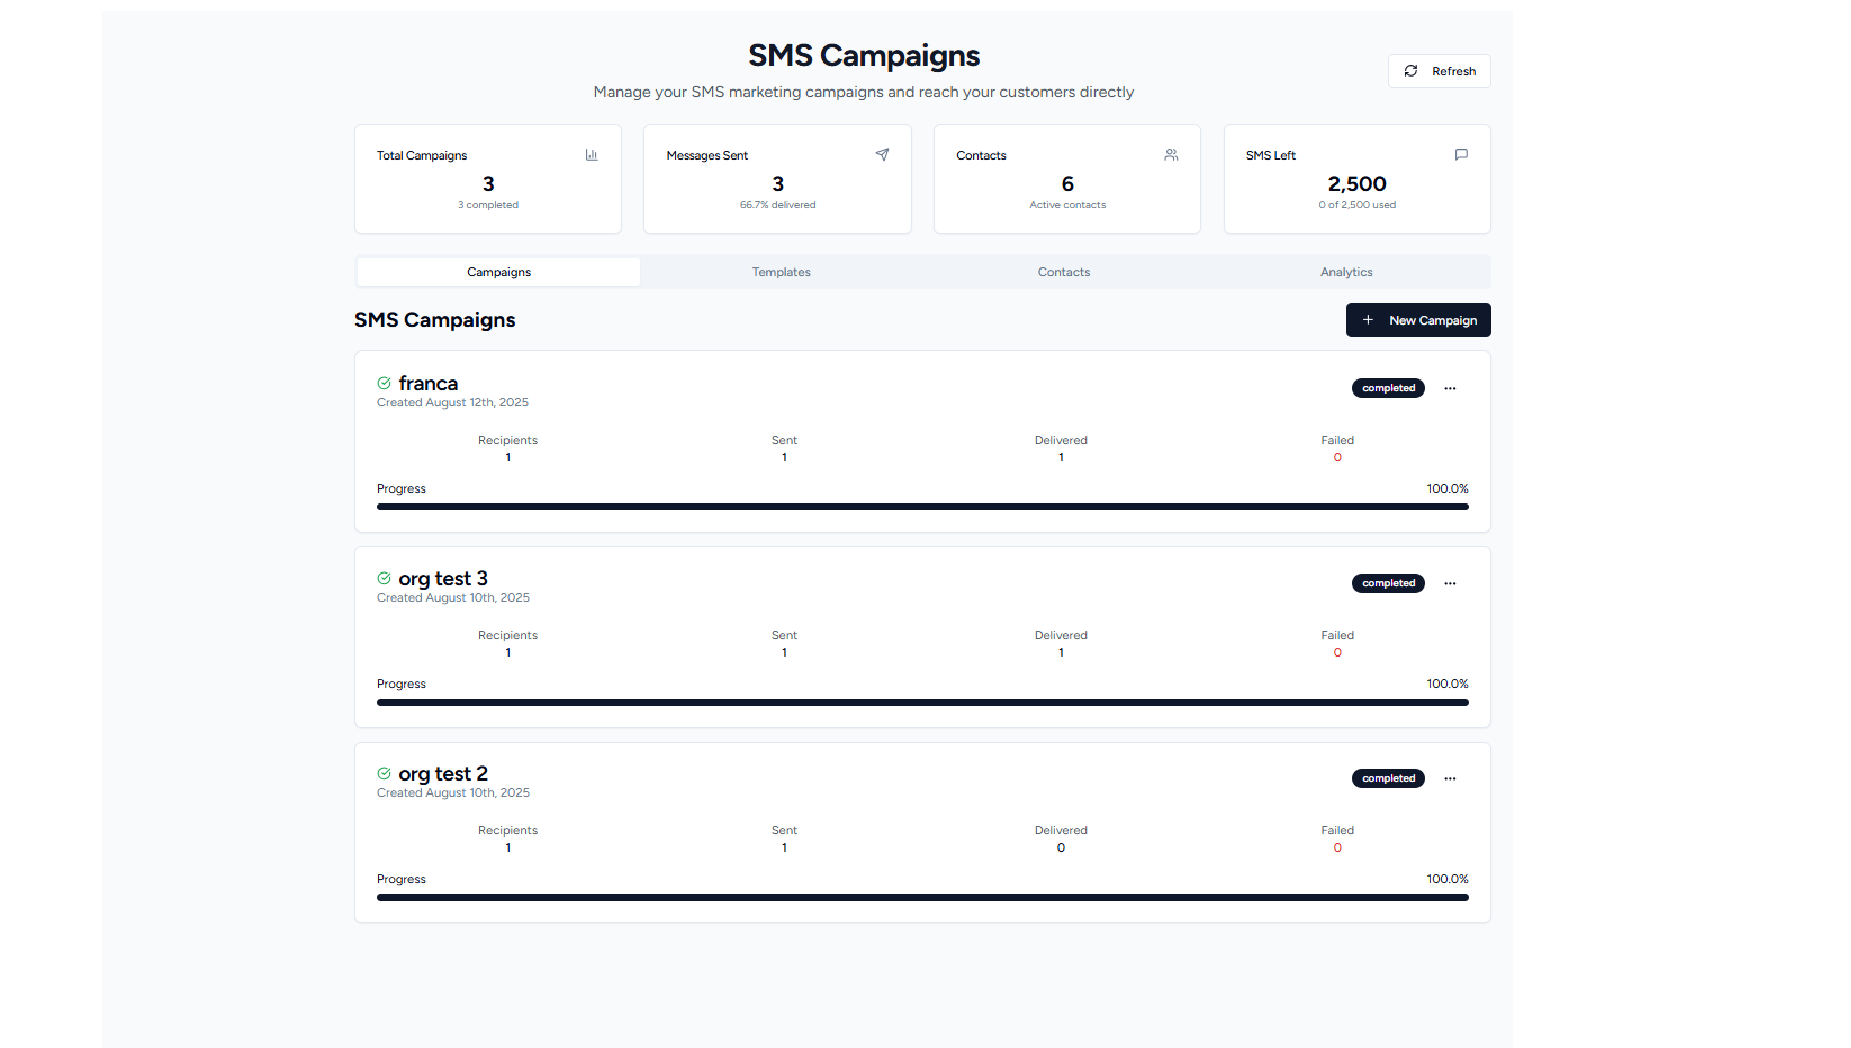 SMS Campaigns
Manage your SMS marketing campaigns and reach your customers directly
Refresh
Total Campaigns
3
3 completed
Messages Sent
3
66.7% delivered
Contacts
6
Active contacts
SMS Left
2,500
0 of 2,500 used
Campaigns Templates Contacts Analytics
SMS Campaigns
+ New Campaign
franca
completed
Created August 12th, 2025
Recipients Sent Delivered Failed
1 1 1 0
Progress 100.0%
org test 3
completed
Created August 10th, 2025
Recipients Sent Delivered Failed
1 1 1 0
Progress 100.0%
org test 2
completed
Created August 10th, 2025
Recipients Sent Delivered Failed
1 1 0 0
Progress 100.0%